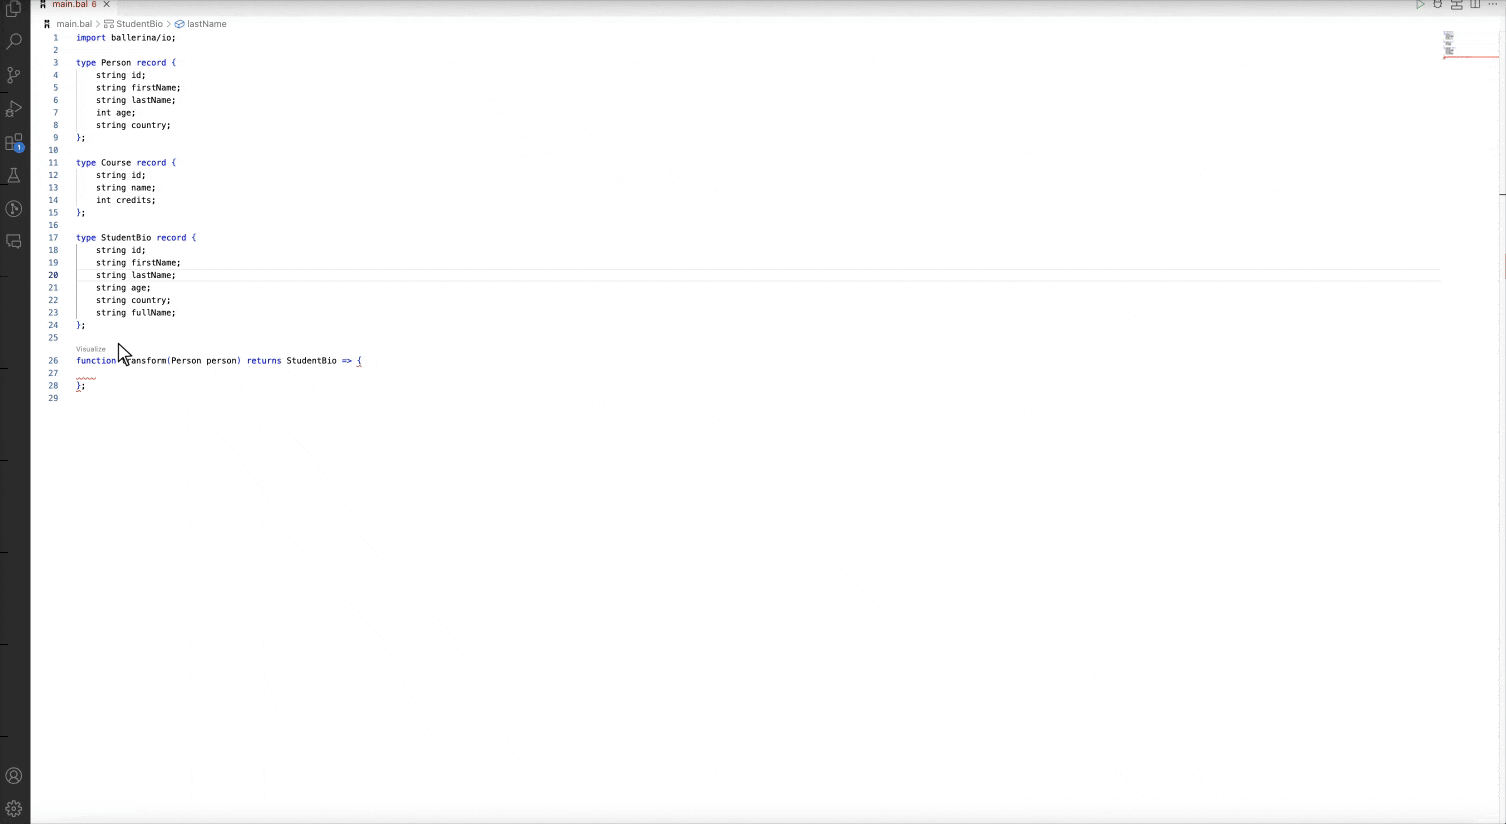 main.bal 6
main.bal > StudentBio > lastName
1 import ballerina/io;
2
3 type Person record {
4 string id;
5 string firstName;
6 string lastName;
7 int age;
8 string country;
9 };
10
11 type Course record {
12 string id;
13 string name;
14 int credits;
15 };
16
17 type StudentBio record {
18 string id;
19 string firstName;
20 string lastName;
21 string age;
22 string country;
23 string fullName;
24 };
25
Visualize
26 function transform(Person person) returns StudentBio => {
27
28 };
29
1